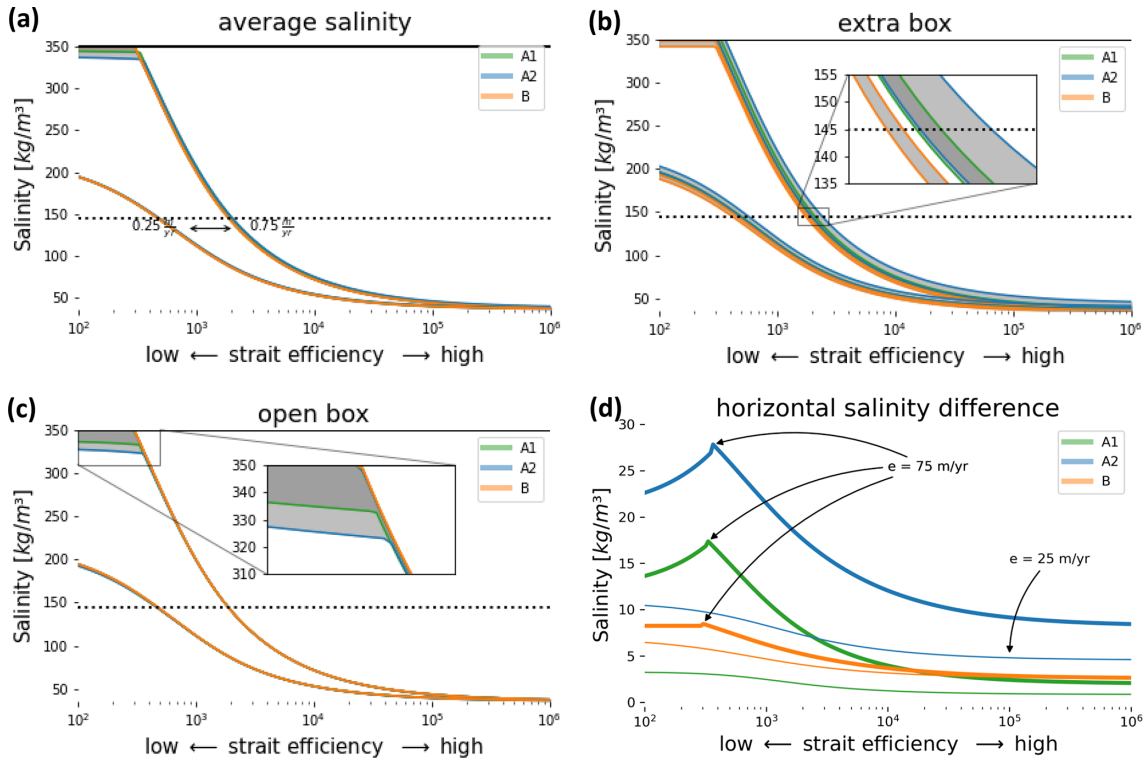 (a)
average salinity
350
300
250
200
150
100
50
Salinity [kg/m³]
A1
A2
B
0.25 m/yr
0.75 m/yr
10²
10³
10⁴
10⁵
10⁶
low ⟵ strait efficiency ⟶ high
(b)
extra box
350
300
250
200
150
100
50
Salinity [kg/m³]
A1
A2
B
155
150
145
140
135
10²
10³
10⁴
10⁵
10⁶
low ⟵ strait efficiency ⟶ high
(c)
open box
350
300
250
200
150
100
50
Salinity [kg/m³]
A1
A2
B
350
340
330
320
310
10²
10³
10⁴
10⁵
10⁶
low ⟵ strait efficiency ⟶ high
(d)
horizontal salinity difference
30
25
20
15
10
5
0
Salinity [kg/m³]
A1
A2
B
e = 75 m/yr
e = 25 m/yr
10²
10³
10⁴
10⁵
10⁶
low ⟵ strait efficiency ⟶ high